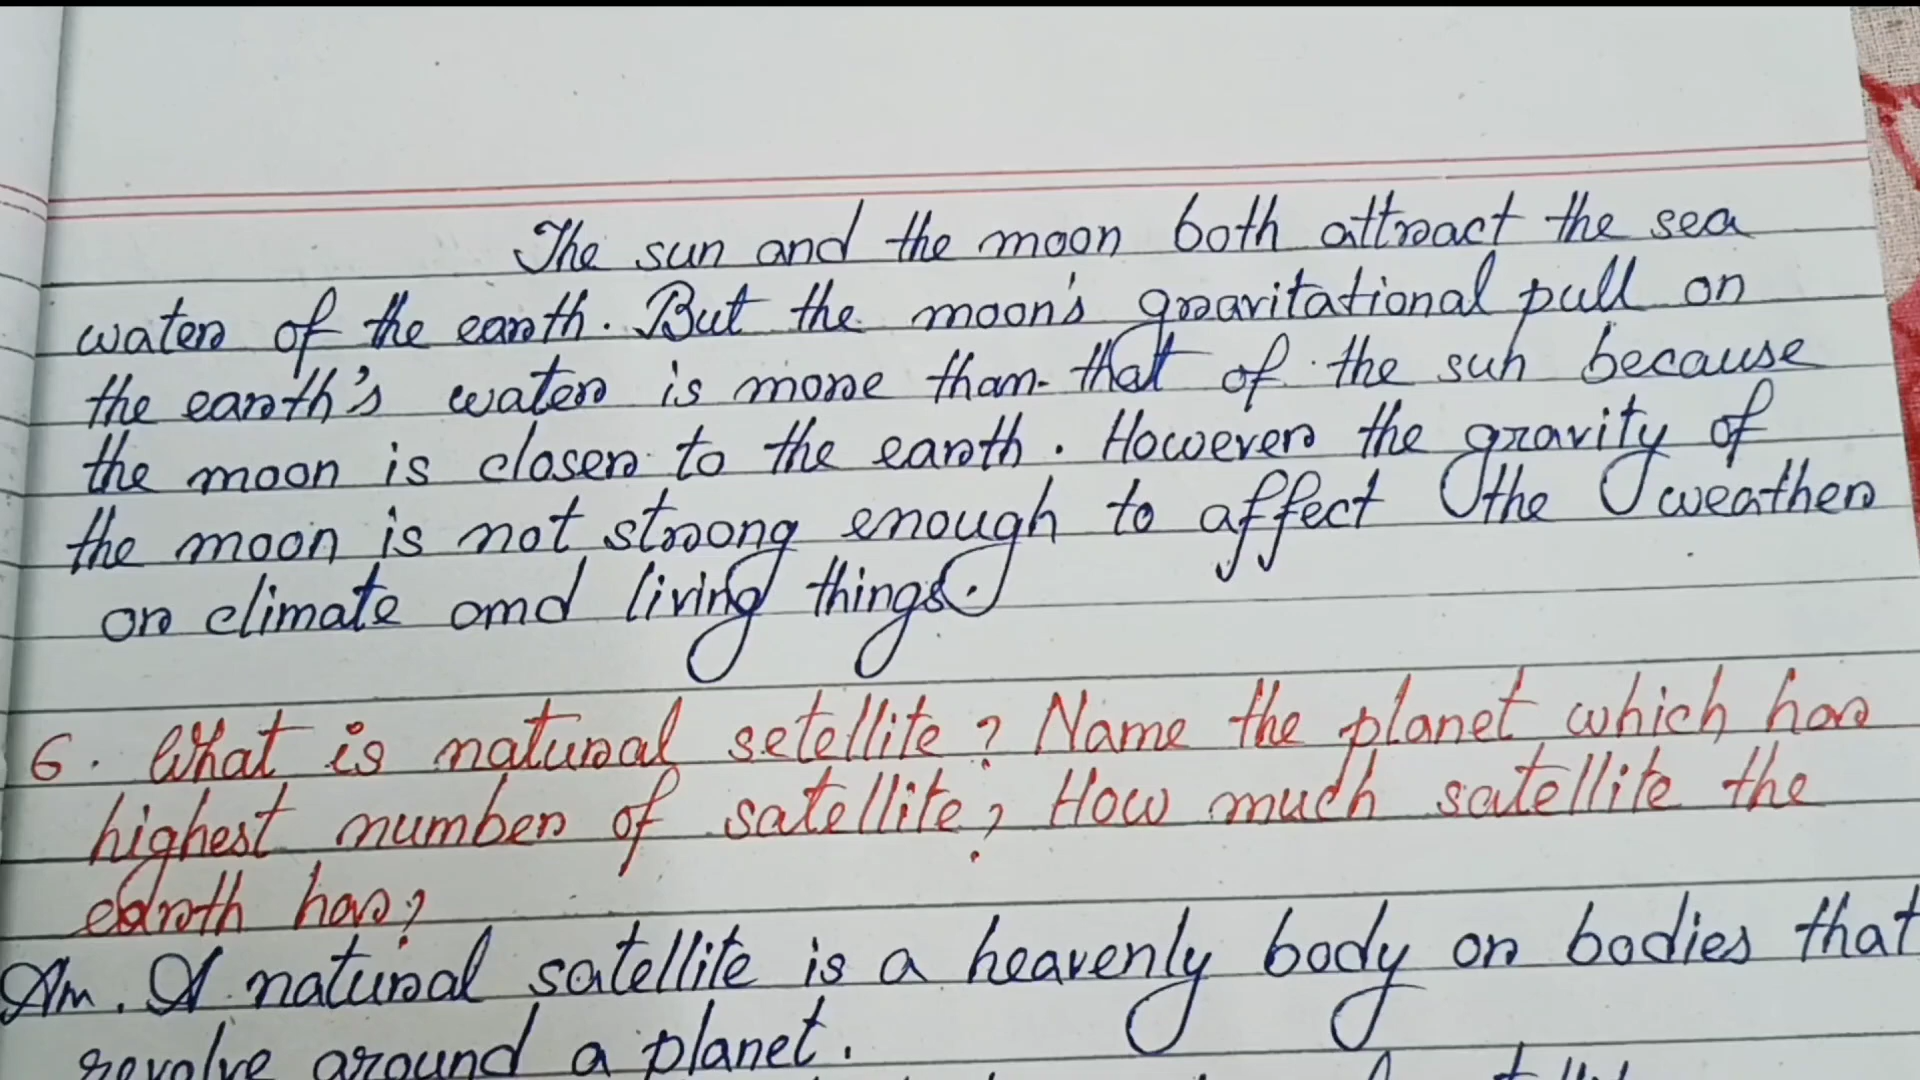 The sun and the moon both attract the sea
water of the earth. But the moon's gravitational pull on
the earth's water is more than that of the sun because
the moon is closer to the earth. However the gravity of
the moon is not strong enough to affect the weather
or climate and living things.
6. What is natural setellite? Name the planet which has
highest number of satellite? How much satellite the
earth has?
Ans. A natural satellite is a heavenly body or bodies that
revolve around a planet.